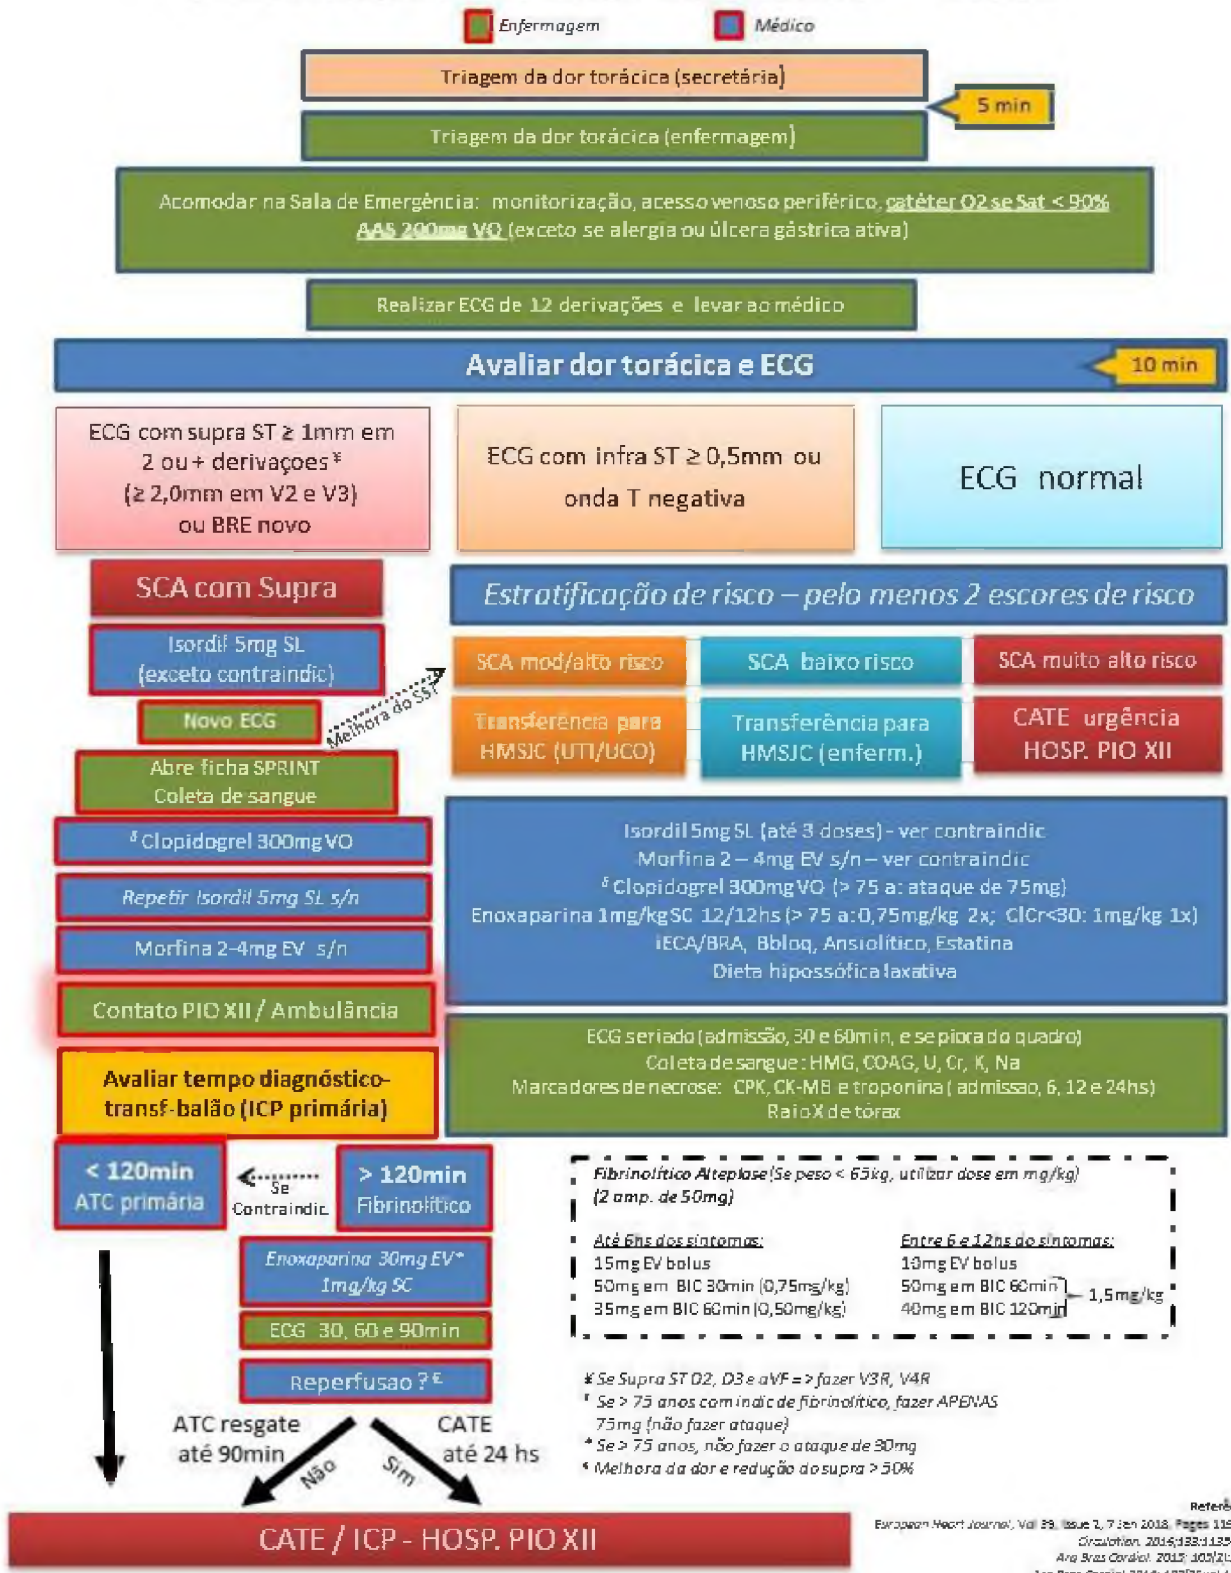 Enfermagem
Médico
Triagem da dor torácica (secretária)
5 min
Triagem da dor torácica (enfermagem)
Acomodar na Sala de Emergência: monitorização, acesso venoso periférico, catéter O2 se Sat < 90%
AAS 200mg VO (exceto se alergia ou úlcera gástrica ativa)
Realizar ECG de 12 derivações e levar ao médico
Avaliar dor torácica e ECG
10 min
ECG com supra ST ≥ 1mm em
2 ou + derivaçoes ¥
(≥ 2,0mm em V2 e V3)
ou BRE novo
ECG com infra ST ≥ 0,5mm ou
onda T negativa
ECG normal
SCA com Supra
Estratificação de risco – pelo menos 2 escores de risco
Isordil 5mg SL
(exceto contraindic)
SCA mod/alto risco
SCA baixo risco
SCA muito alto risco
Novo ECG
Melhora do SST
Transferência para
HMSJC (UTI/UCO)
Transferência para
HMSJC (enferm.)
CATE urgência
HOSP. PIO XII
Abre ficha SPRINT
Coleta de sangue
Clopidogrel 300mg VO
Repetir Isordil 5mg SL s/n
Morfina 2-4mg EV s/n
Contato PIO XII / Ambulância
Isordil 5mg SL (até 3 doses) - ver contraindic
Morfina 2 – 4mg EV s/n – ver contraindic
Clopidogrel 300mg VO (> 75 a: ataque de 75mg)
Enoxaparina 1mg/kg SC 12/12hs (> 75 a: 0,75mg/kg 2x; ClCr<30: 1mg/kg 1x)
iECA/BRA, Bbloq, Ansiolítico, Estatina
Dieta hipossófica laxativa
ECG seriado (admissão, 30 e 60min, e se piora do quadro)
Coleta de sangue: HMG, COAG, U, Cr, K, Na
Marcadores de necrose: CPK, CK-MB e troponina ( admissao, 6, 12 e 24hs)
Raio X de tórax
Avaliar tempo diagnóstico-
transf-balão (ICP primária)
< 120min
ATC primária
Se
Contraindic.
> 120min
Fibrinolítico
Enoxaparina 30mg EV*
1mg/kg SC
ECG 30, 60 e 90min
Reperfusao ? €
ATC resgate
até 90min
CATE
até 24 hs
Não
Sim
CATE / ICP - HOSP. PIO XII
Fibrinolítico Alteplase (Se peso < 65kg, utilizar dose em mg/kg)
(2 amp. de 50mg)
Até 6hs dos sintomas:
15mg EV bolus
50mg em BIC 30min (0,75mg/kg)
35mg em BIC 60min (0,50mg/kg)
Entre 6 e 12hs do sintomas:
10mg EV bolus
50mg em BIC 60min
40mg em BIC 120min
1,5mg/kg
¥ Se Supra ST D2, D3 e aVF => fazer V3R, V4R
Se > 75 anos com indic de fibrinolítico, fazer APENAS
75mg (não fazer ataque)
* Se > 75 anos, não fazer o ataque de 30mg
€ Melhora da dor e redução do supra > 50%
Referê
European Heart Journal, Vol 39, Issue 2, 7 Jan 2018, Pages 119
Circulation. 2016;133:1135
Arq Bras Cardiol. 2015; 105(2):